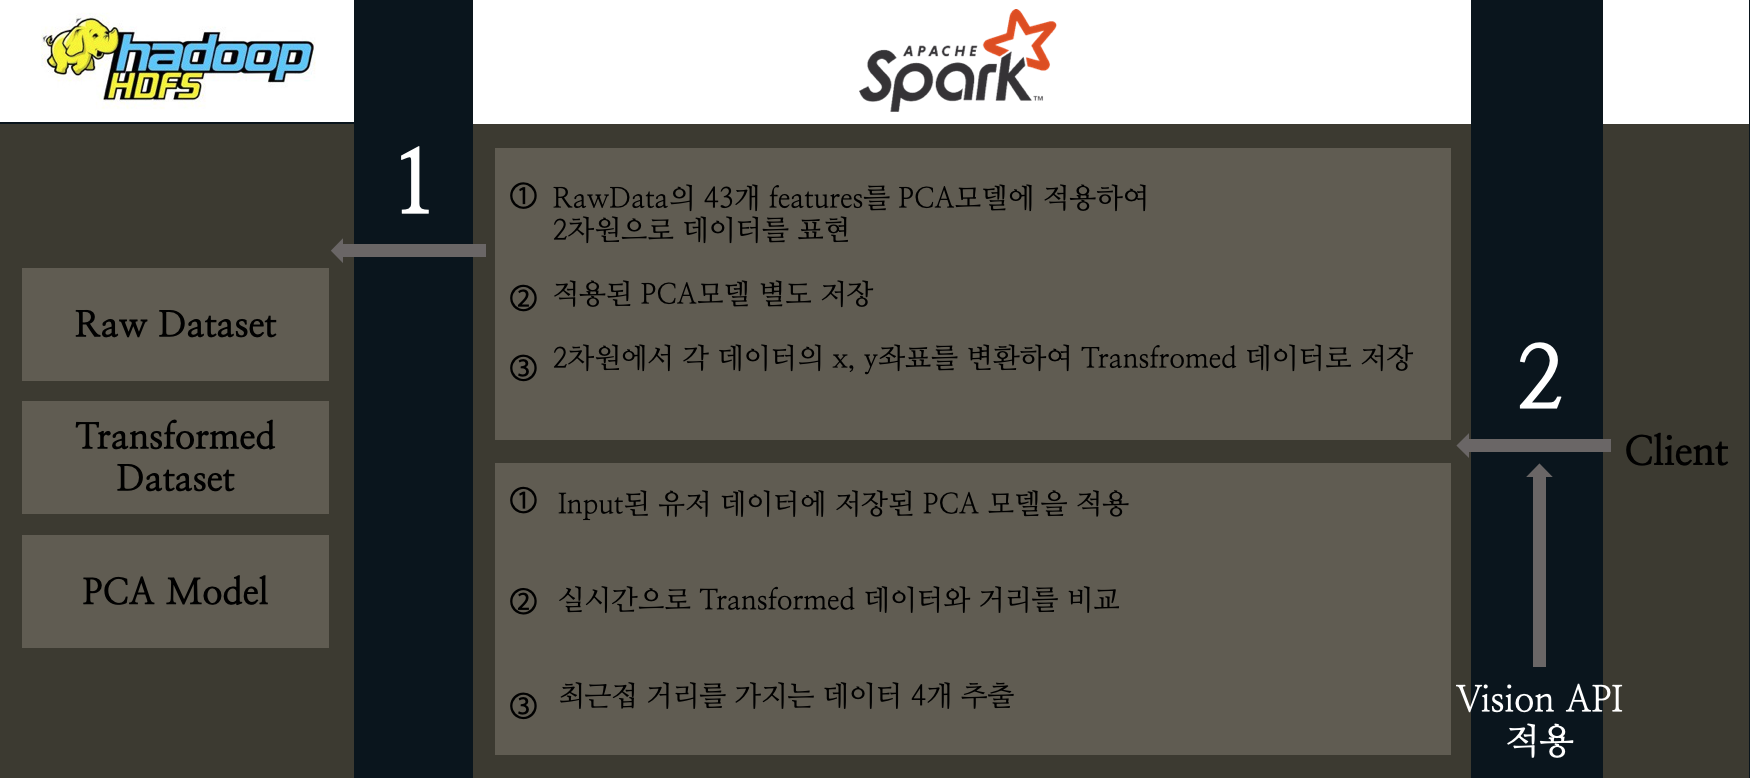 hadoop
HDFS
APACHE
Spark™
1
① RawData의 43개 features를 PCA모델에 적용하여
2차원으로 데이터를 표현
② 적용된 PCA모델 별도 저장
③ 2차원에서 각 데이터의 x, y좌표를 변환하여 Transfromed 데이터로 저장
Raw Dataset
Transformed
Dataset
PCA Model
2
Client
① Input된 유저 데이터에 저장된 PCA 모델을 적용
② 실시간으로 Transformed 데이터와 거리를 비교
③ 최근접 거리를 가지는 데이터 4개 추출
Vision API
적용